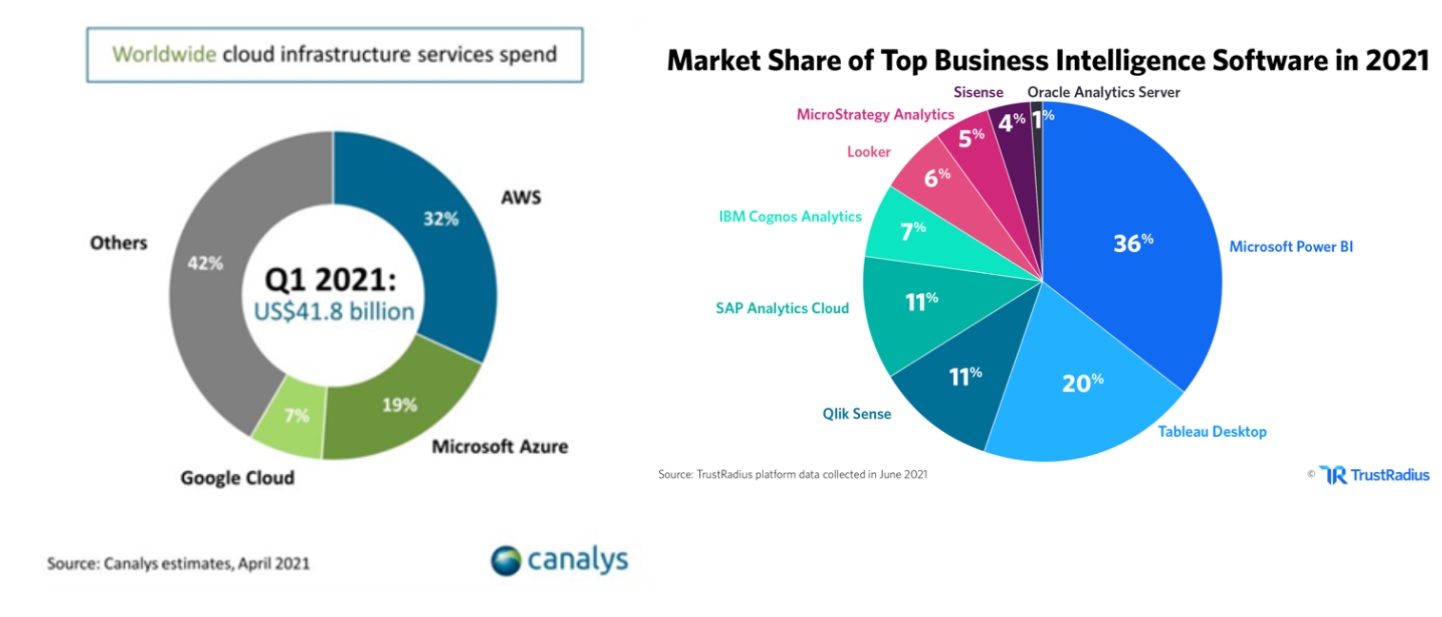 Worldwide cloud infrastructure services spend
AWS
32%
Others
42%
Q1 2021:
US$41.8 billion
19%
7%
Microsoft Azure
Google Cloud
Source: Canalys estimates, April 2021
canalys
Market Share of Top Business Intelligence Software in 2021
Sisense
Oracle Analytics Server
MicroStrategy Analytics
4%
1%
5%
Looker
6%
IBM Cognos Analytics
7%
36%
Microsoft Power BI
SAP Analytics Cloud
11%
11%
20%
Qlik Sense
Tableau Desktop
Source: TrustRadius platform data collected in June 2021
© TR TrustRadius